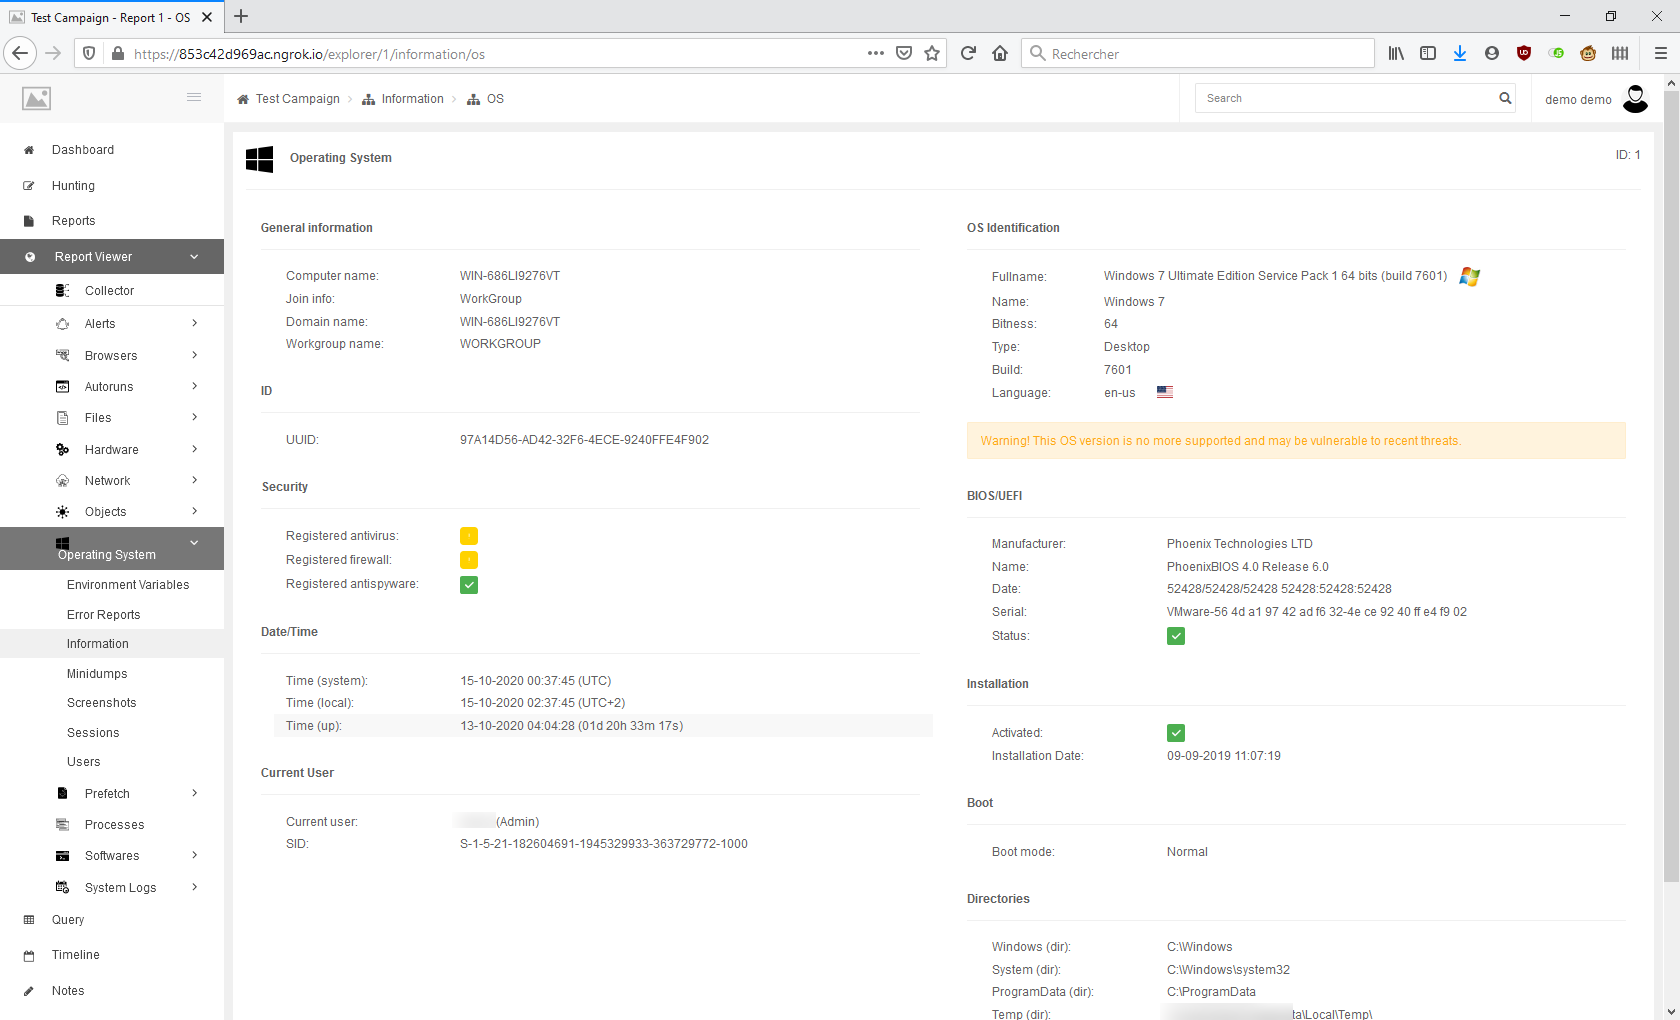 Test Campaign - Report 1 - OS
https://853c42d969ac.ngrok.io/explorer/1/information/os
Rechercher
Test Campaign
Information
OS
Search
demo demo
Dashboard
Hunting
Reports
Report Viewer
Collector
Alerts
Browsers
Autoruns
Files
Hardware
Network
Objects
Operating System
Environment Variables
Error Reports
Information
Minidumps
Screenshots
Sessions
Users
Prefetch
Processes
Softwares
System Logs
Query
Timeline
Notes
Operating System
ID: 1
General information
Computer name: WIN-686LI9276VT
Join info: WorkGroup
Domain name: WIN-686LI9276VT
Workgroup name: WORKGROUP
ID
UUID: 97A14D56-AD42-32F6-4ECE-9240FFE4F902
Security
Registered antivirus:
Registered firewall:
Registered antispyware:
Date/Time
Time (system): 15-10-2020 00:37:45 (UTC)
Time (local): 15-10-2020 02:37:45 (UTC+2)
Time (up): 13-10-2020 04:04:28 (01d 20h 33m 17s)
Current User
Current user: (Admin)
SID: S-1-5-21-182604691-1945329933-363729772-1000
OS Identification
Fullname: Windows 7 Ultimate Edition Service Pack 1 64 bits (build 7601)
Name: Windows 7
Bitness: 64
Type: Desktop
Build: 7601
Language: en-us
Warning! This OS version is no more supported and may be vulnerable to recent threats.
BIOS/UEFI
Manufacturer: Phoenix Technologies LTD
Name: PhoenixBIOS 4.0 Release 6.0
Date: 52428/52428/52428 52428:52428:52428
Serial: VMware-56 4d a1 97 42 ad f6 32-4e ce 92 40 ff e4 f9 02
Status:
Installation
Activated:
Installation Date: 09-09-2019 11:07:19
Boot
Boot mode: Normal
Directories
Windows (dir): C:\Windows
System (dir): C:\Windows\system32
ProgramData (dir): C:\ProgramData
Temp (dir): ta\Local\Temp\